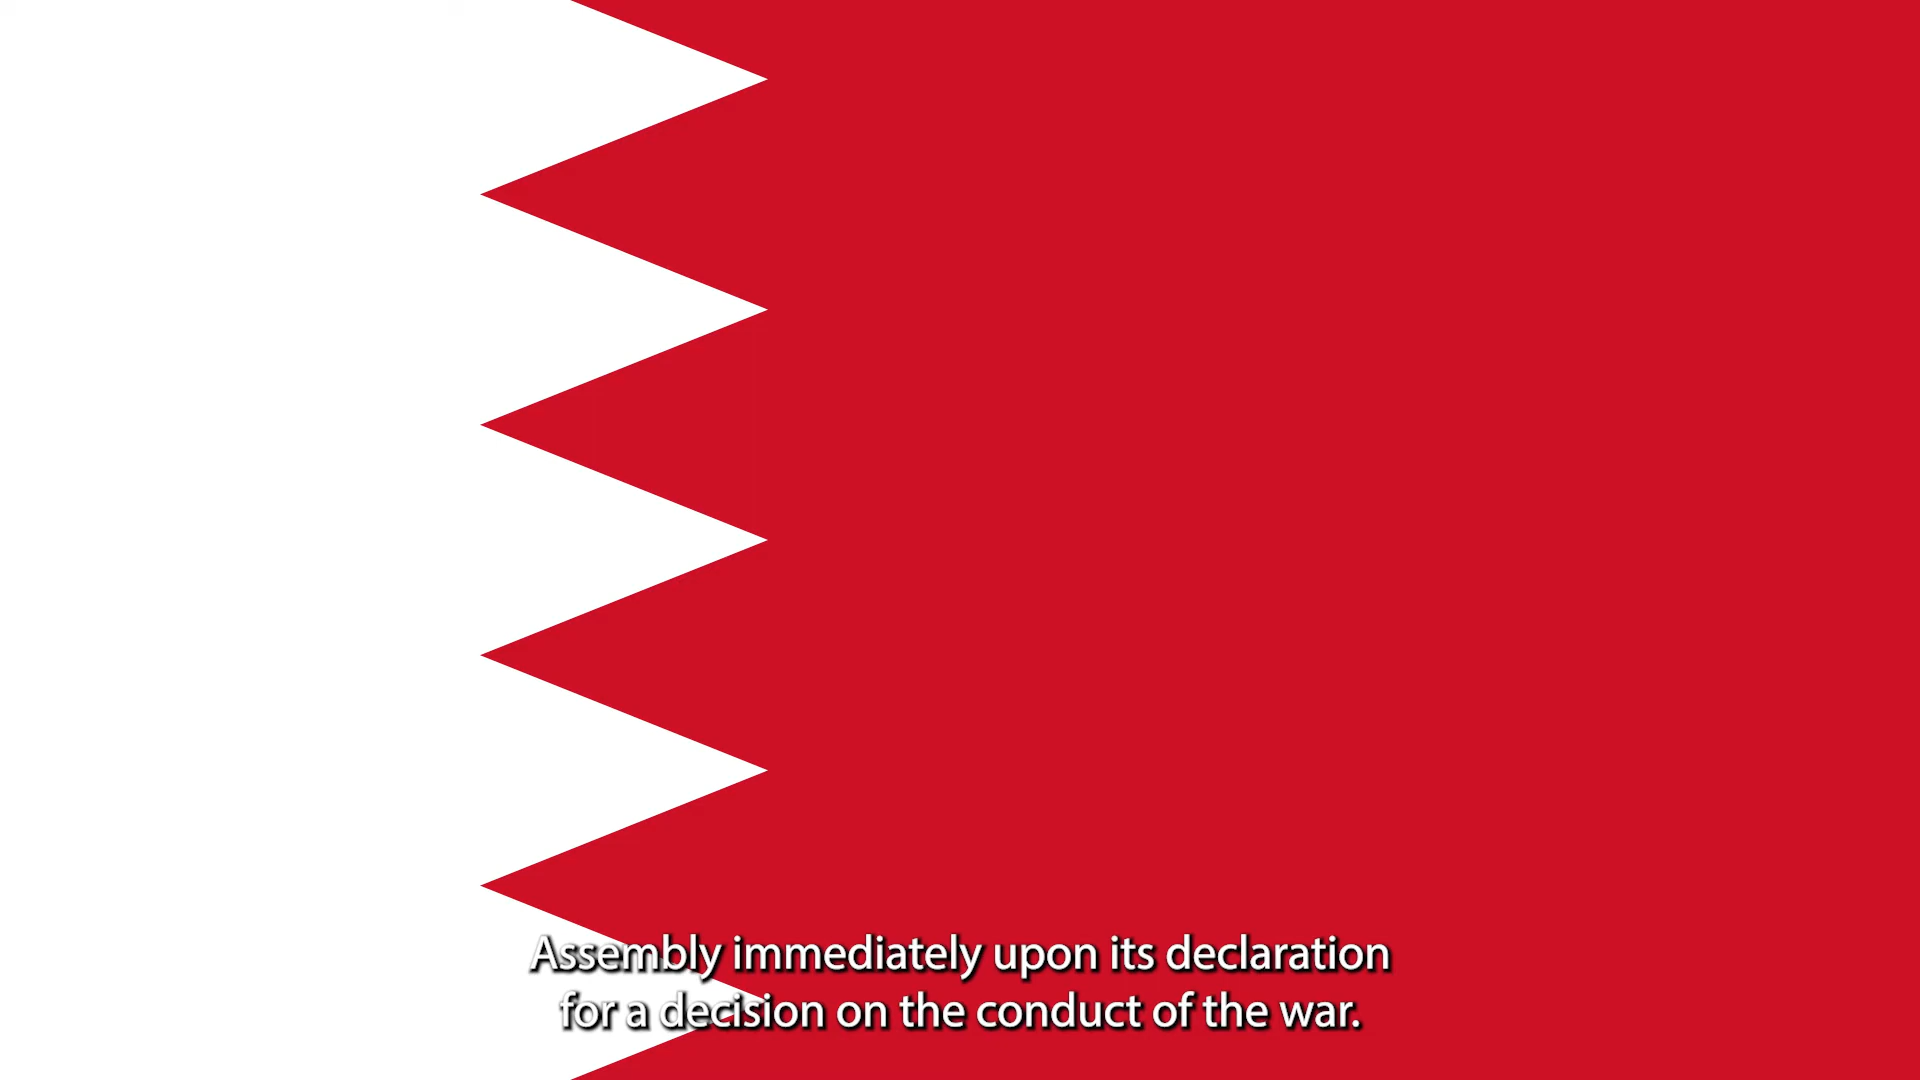 Assembly immediately upon its declaration
for a decision on the conduct of the war.